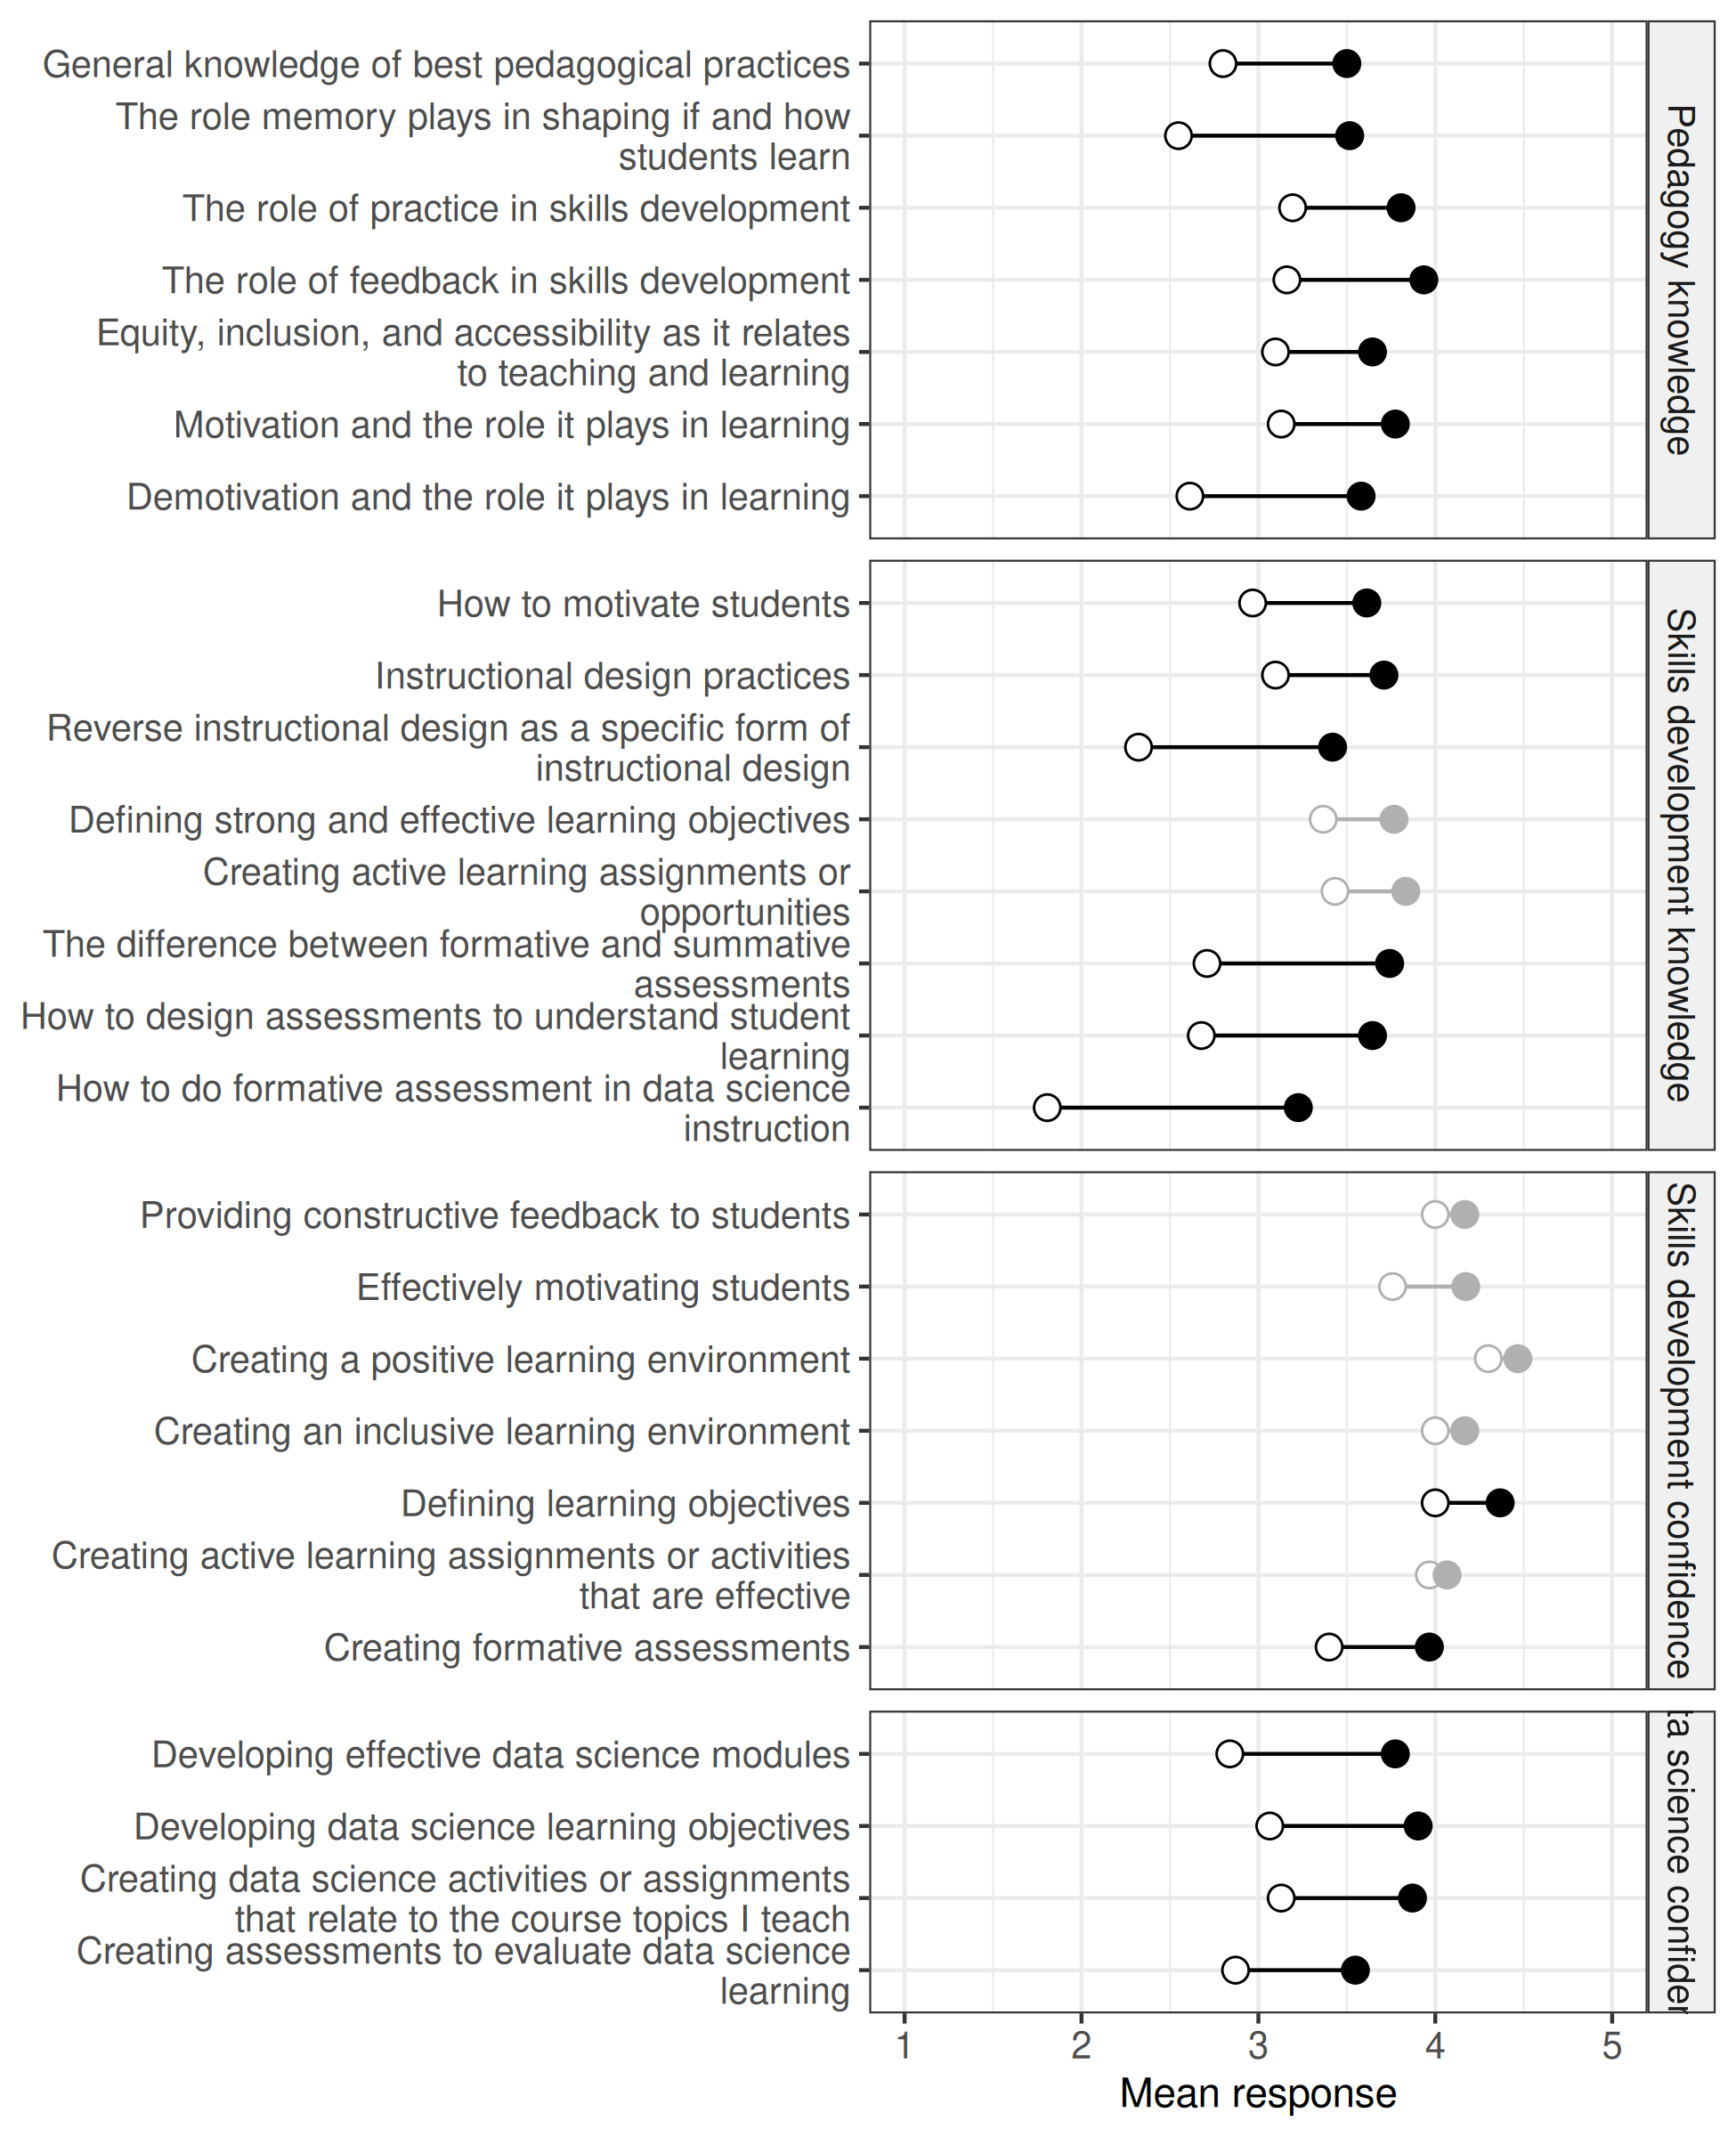 General knowledge of best pedagogical practices
The role memory plays in shaping if and how
students learn
The role of practice in skills development
The role of feedback in skills development
Equity, inclusion, and accessibility as it relates
to teaching and learning
Motivation and the role it plays in learning
Demotivation and the role it plays in learning
Pedagogy knowledge
How to motivate students
Instructional design practices
Reverse instructional design as a specific form of
instructional design
Defining strong and effective learning objectives
Creating active learning assignments or
opportunities
The difference between formative and summative
assessments
How to design assessments to understand student
learning
How to do formative assessment in data science
instruction
Skills development knowledge
Providing constructive feedback to students
Effectively motivating students
Creating a positive learning environment
Creating an inclusive learning environment
Defining learning objectives
Creating active learning assignments or activities
that are effective
Creating formative assessments
Skills development confidence
Developing effective data science modules
Developing data science learning objectives
Creating data science activities or assignments
that relate to the course topics I teach
Creating assessments to evaluate data science
learning
ta science confider
1 2 3 4 5
Mean response